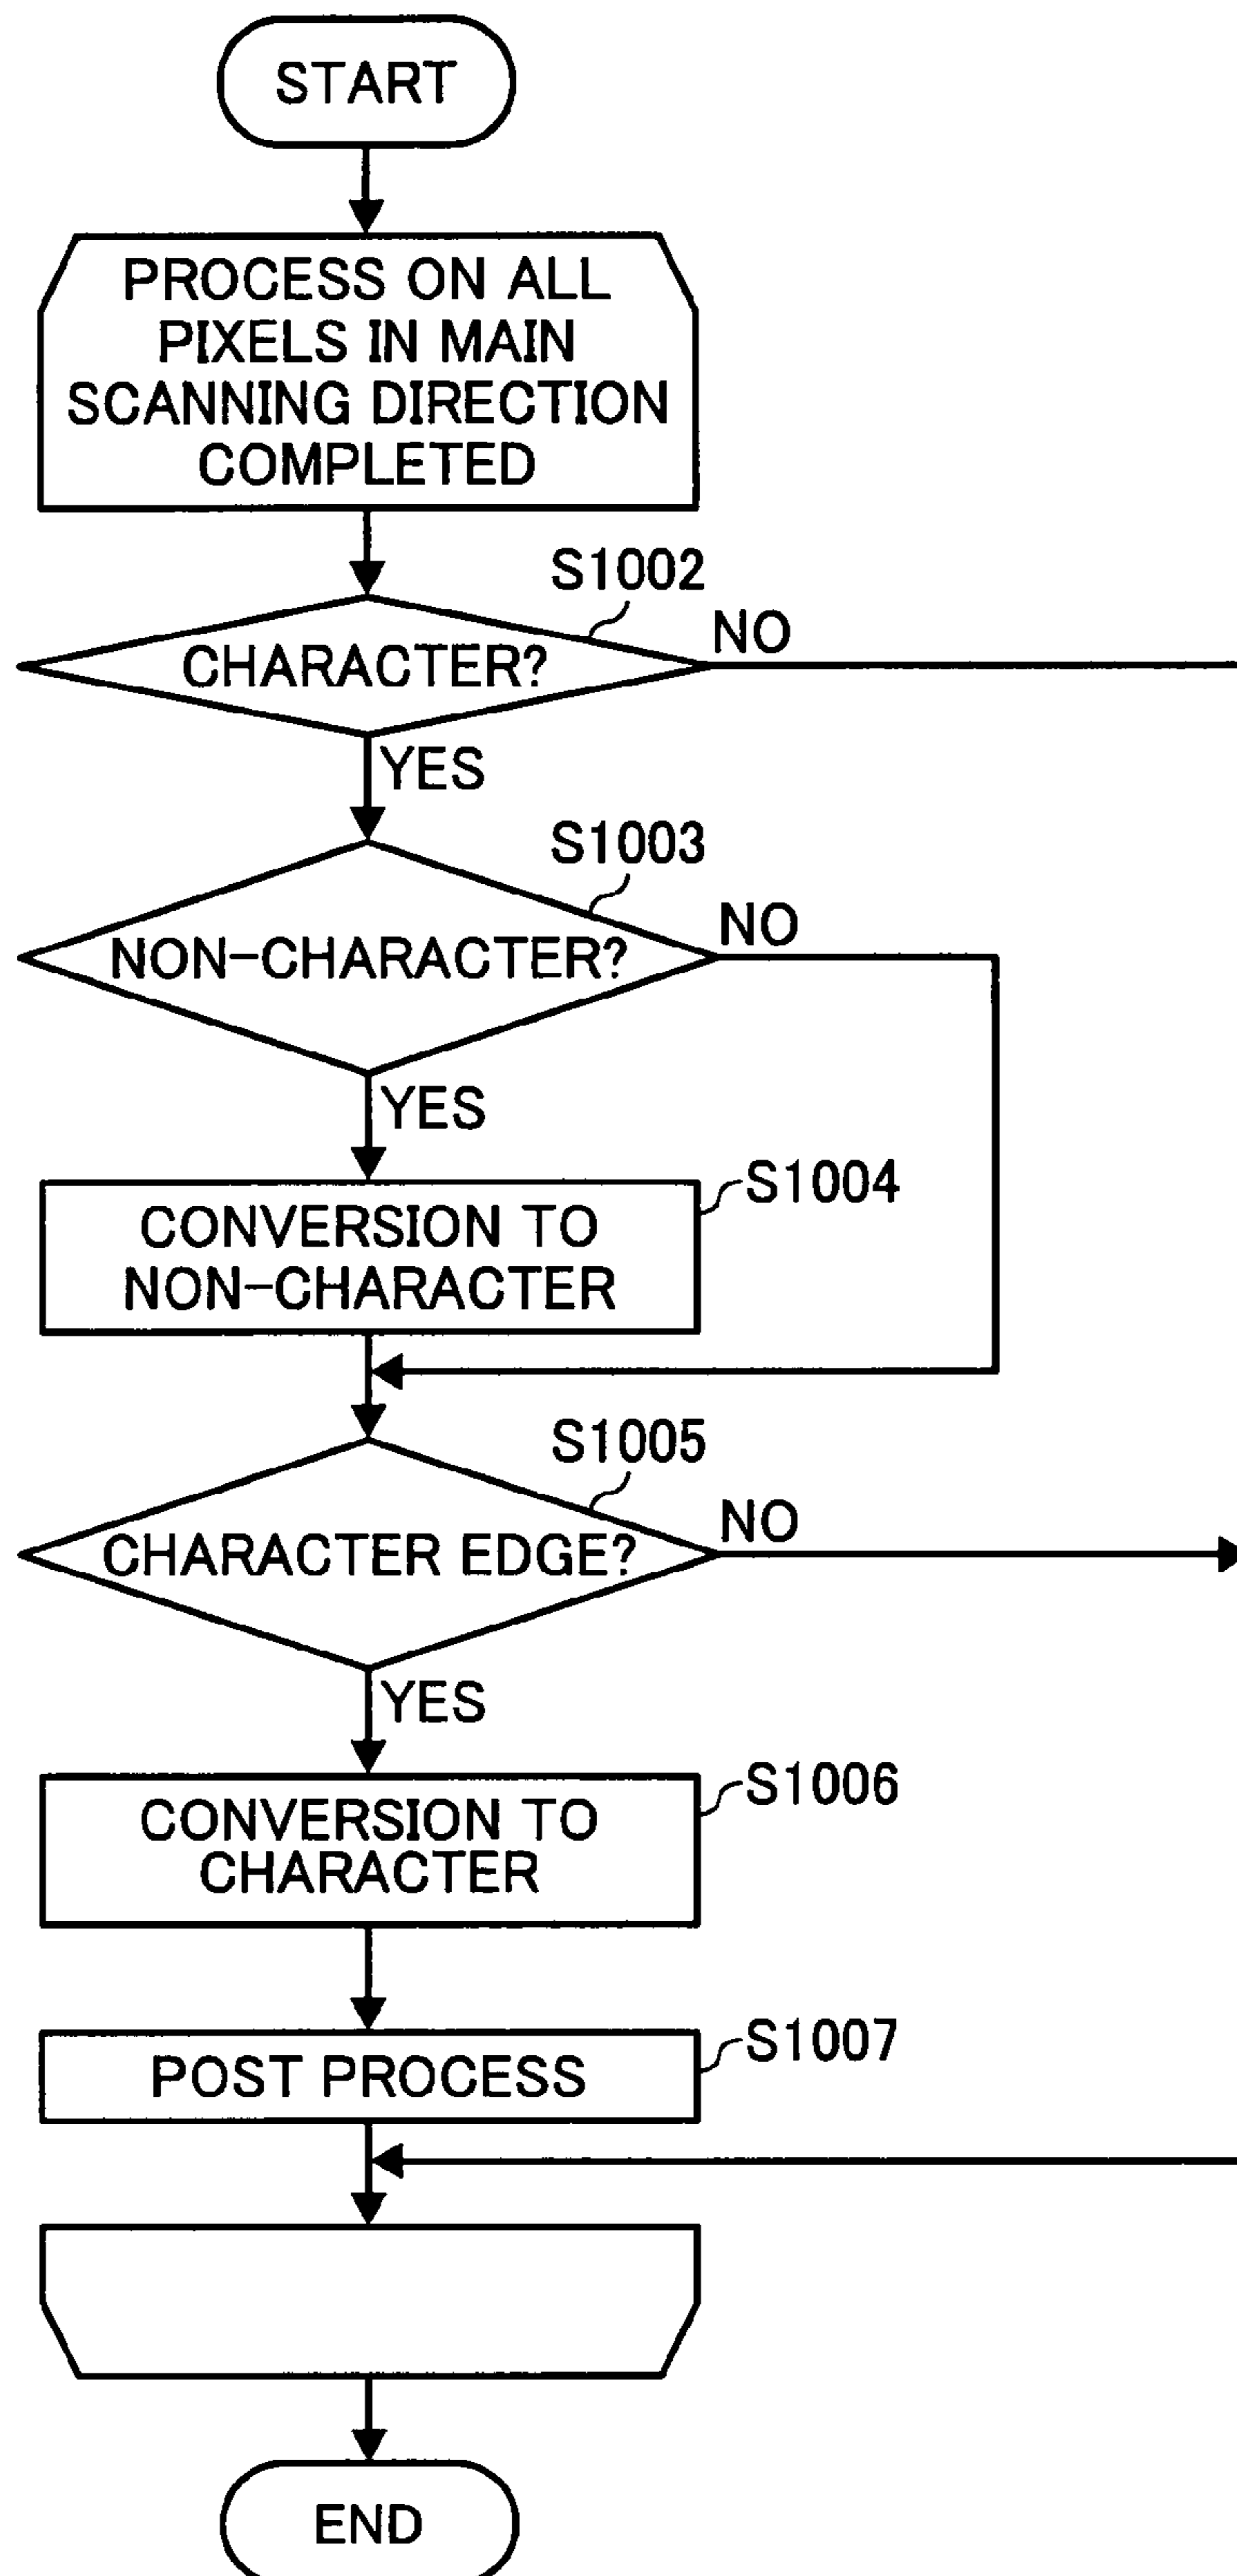 START
PROCESS ON ALL
PIXELS IN MAIN
SCANNING DIRECTION
COMPLETED
S1002
CHARACTER?
NO
YES
S1003
NON-CHARACTER?
NO
YES
S1004
CONVERSION TO
NON-CHARACTER
S1005
CHARACTER EDGE?
NO
YES
S1006
CONVERSION TO
CHARACTER
S1007
POST PROCESS
END